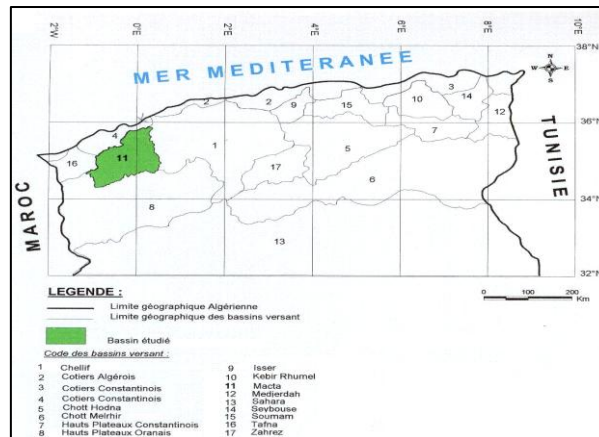 2°W 0°E 2°E 4°E 6°E 8°E 10°E
38°N
MER MEDITERANEE
N
W E
S
2 2 9 15 10 3 14
12
36°N
4
16 11 1 17 5 7
6
TUNISIE
MAROC
8
34°N
13
32°N
LEGENDE :
0 100 200
Km
Limite géographique Algérienne
Limite géographique des bassins versant
Bassin étudié
Code des bassins versant :
1 Chellif
2 Cotiers Algérois
3 Cotiers Constantinois
4 Cotiers Constantinois
5 Chott Hodna
6 Chott Melrhir
7 Hauts Plateaux Constantinois
8 Hauts Plateaux Oranais
9 Isser
10 Kebir Rhumel
11 Macta
12 Medjerdah
13 Sahara
14 Seybouse
15 Soumam
16 Tafna
17 Zahrez